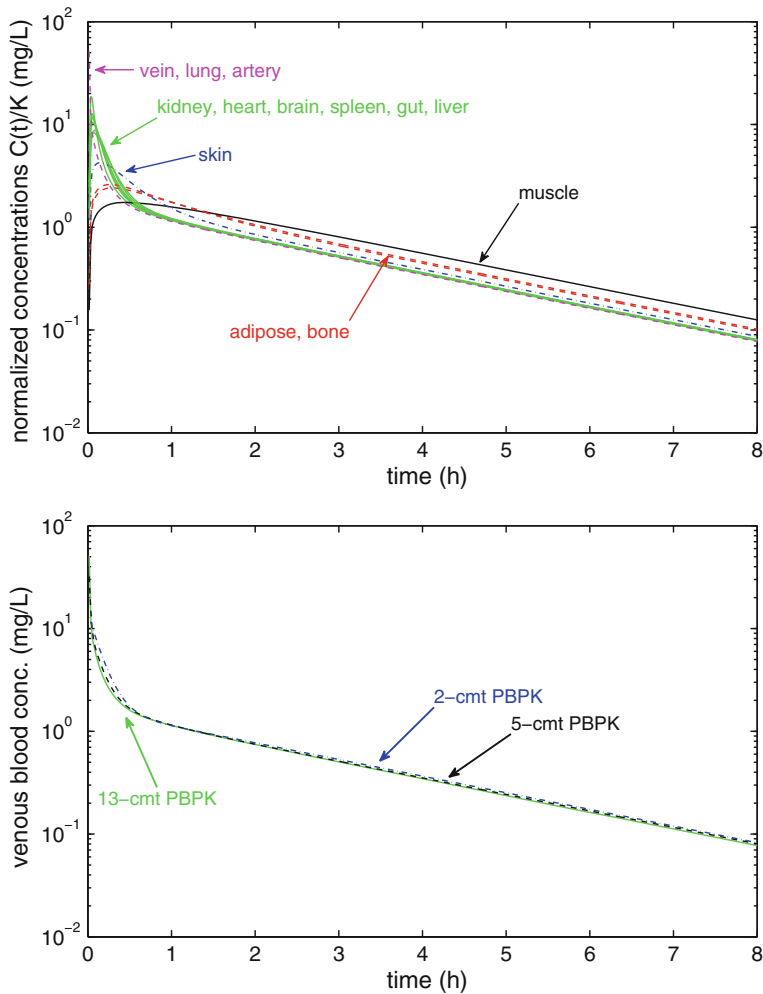 normalized concentrations C(t)/K (mg/L)
10^2
10^1
10^0
10^−1
10^−2
vein, lung, artery
kidney, heart, brain, spleen, gut, liver
skin
muscle
adipose, bone
0 1 2 3 4 5 6 7 8
time (h)
venous blood conc. (mg/L)
10^2
10^1
10^0
10^−1
10^−2
2−cmt PBPK
5−cmt PBPK
13−cmt PBPK
0 1 2 3 4 5 6 7 8
time (h)